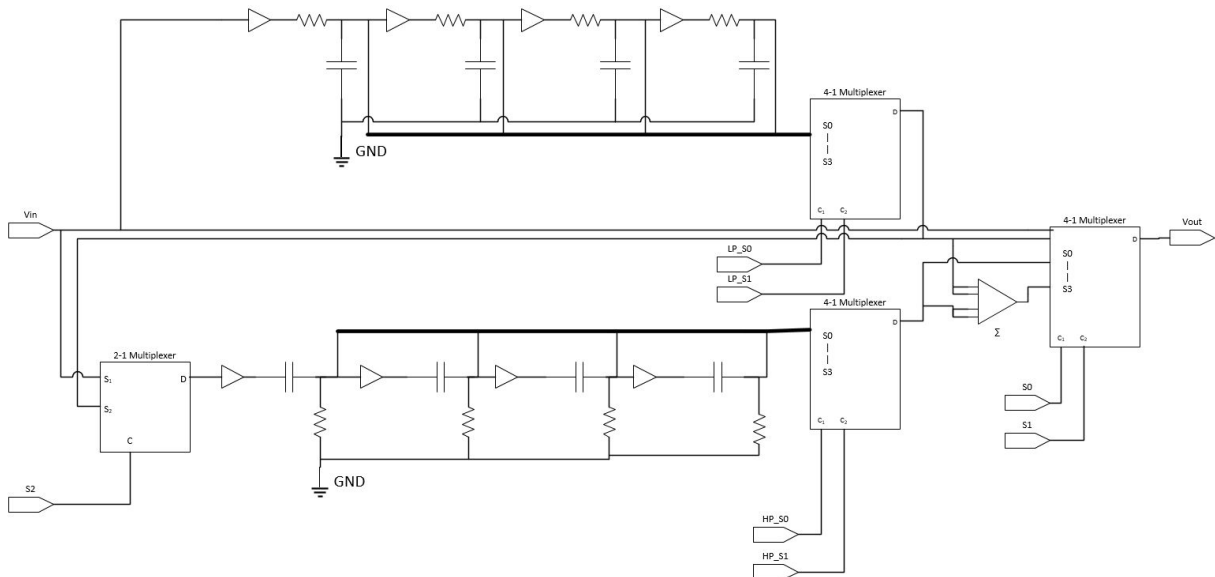 4-1 Multiplexer
D
S0
|
|
S3
GND
C₁ C₂
Vin
4-1 Multiplexer
Vout
D
S0
|
|
S3
LP_S0
LP_S1
4-1 Multiplexer
D
S0
|
|
S3
Σ
C₁ C₂
2-1 Multiplexer
S₁
D
S₂
C
S0
C₁ C₂
S1
GND
S2
HP_S0
HP_S1